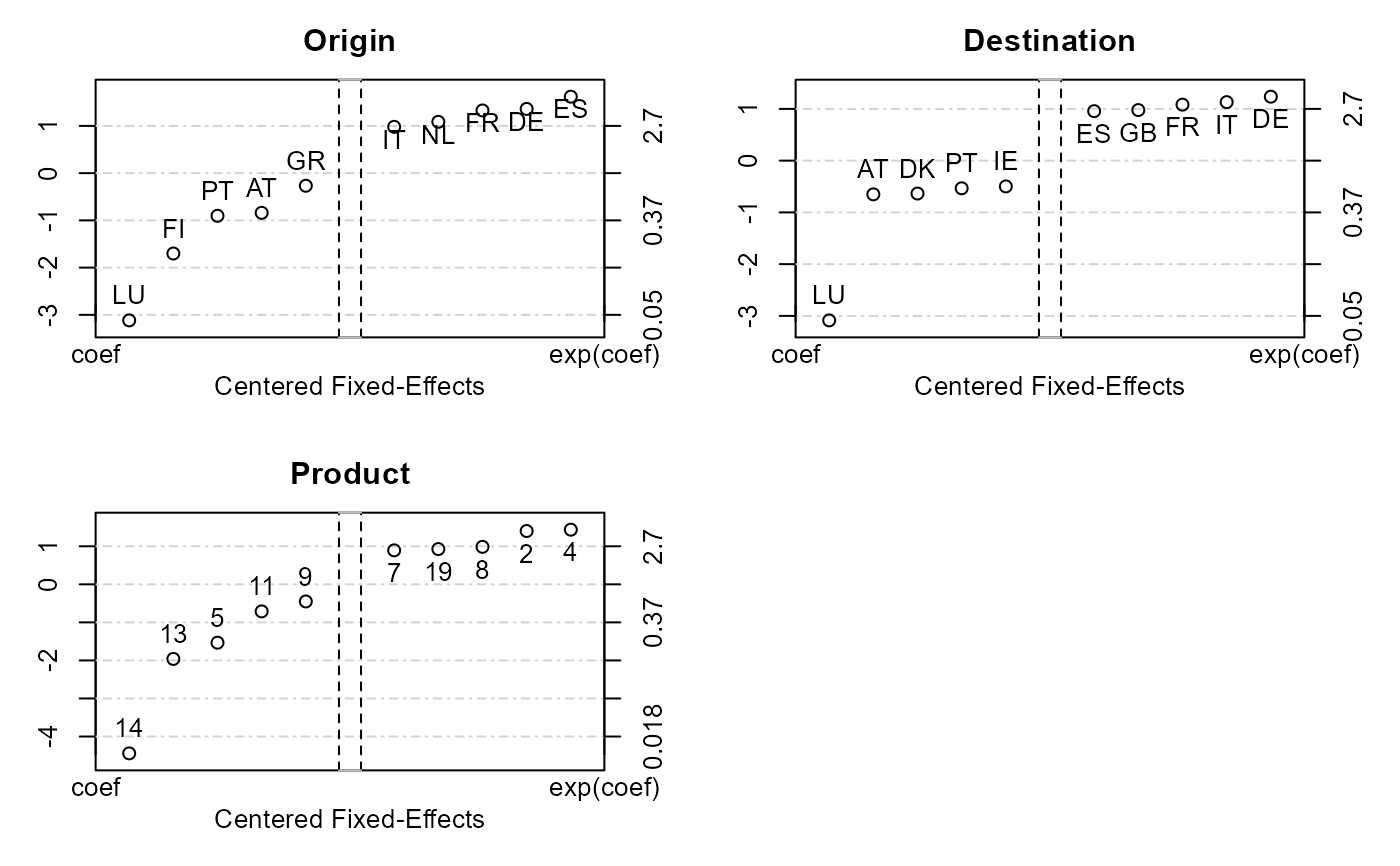 Origin
1
0
-1
-2
-3
2.7
0.37
0.05
LU
FI
PT
AT
GR
IT
NL
FR
DE
ES
coef
exp(coef)
Centered Fixed-Effects
Destination
1
0
-1
-2
-3
2.7
0.37
0.05
LU
AT
DK
PT
IE
ES
GB
FR
IT
DE
coef
exp(coef)
Centered Fixed-Effects
Product
1
0
-2
-4
2.7
0.37
0.018
14
13
5
11
9
7
19
8
2
4
coef
exp(coef)
Centered Fixed-Effects